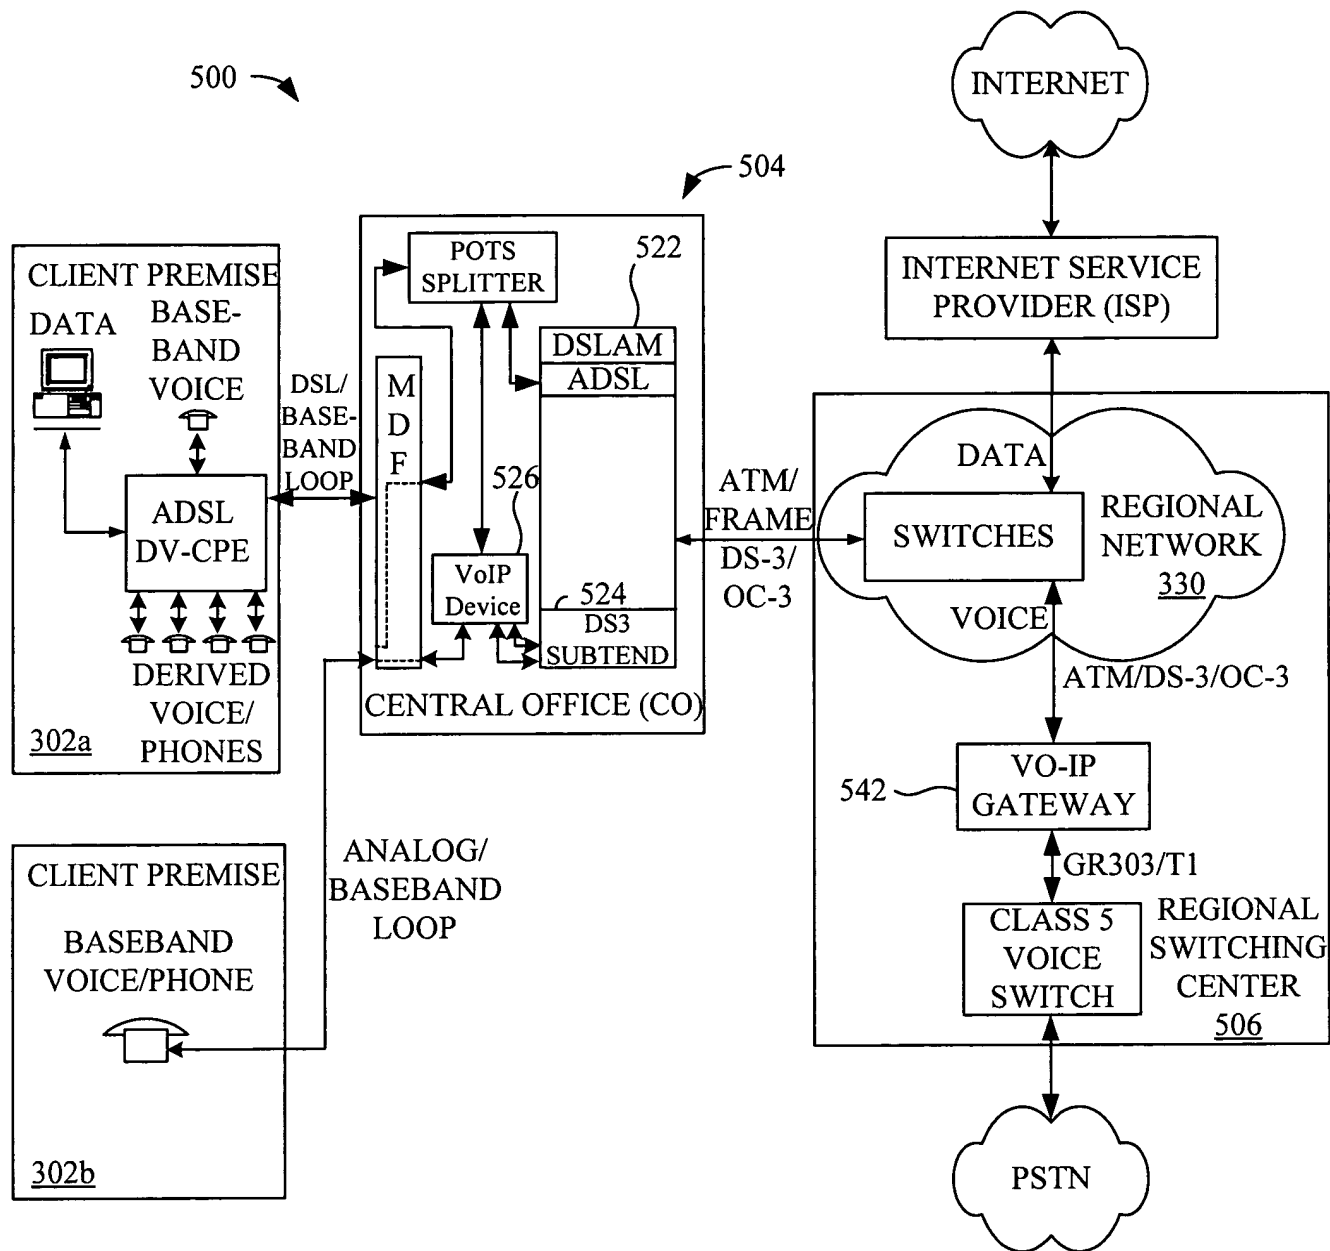 500
504
INTERNET
INTERNET SERVICE
PROVIDER (ISP)
CLIENT PREMISE
DATA
BASE-
BAND
VOICE
ADSL
DV-CPE
DERIVED
VOICE/
PHONES
302a
DSL/
BASE-
BAND
LOOP
POTS
SPLITTER
522
M
D
F
DSLAM
ADSL
526
VoIP
Device
524
DS3
SUBTEND
CENTRAL OFFICE (CO)
ATM/
FRAME
DS-3/
OC-3
DATA
SWITCHES
VOICE
REGIONAL
NETWORK
330
ATM/DS-3/OC-3
542
VO-IP
GATEWAY
GR303/T1
CLASS 5
VOICE
SWITCH
REGIONAL
SWITCHING
CENTER
506
PSTN
CLIENT PREMISE
BASEBAND
VOICE/PHONE
302b
ANALOG/
BASEBAND
LOOP